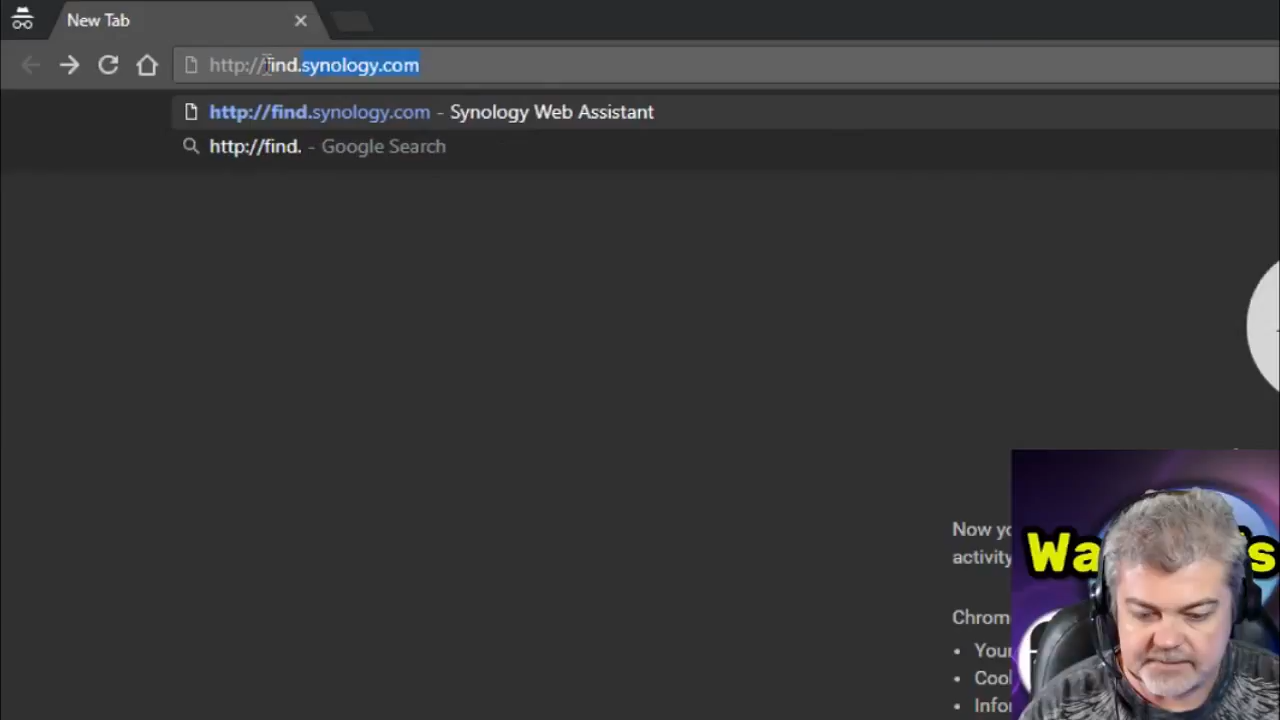 New Tab
http://find.synology.com
http://find.synology.com - Synology Web Assistant
http://find. - Google Search
Now
activity
Chrom
Your
Cool
Infor
Wa
's